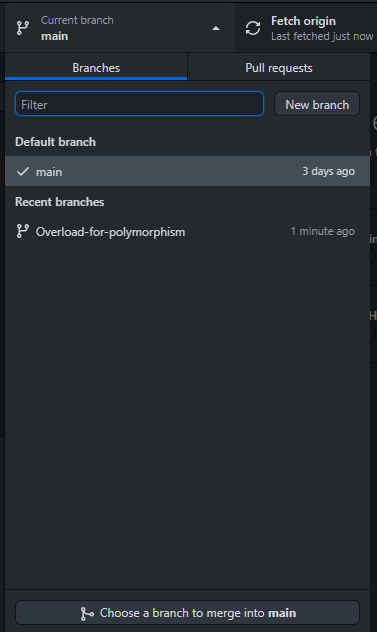 Current branch
main
Fetch origin
Last fetched just now
Branches
Pull requests
Filter
New branch
Default branch
main
3 days ago
Recent branches
Overload-for-polymorphism
1 minute ago
Choose a branch to merge into main